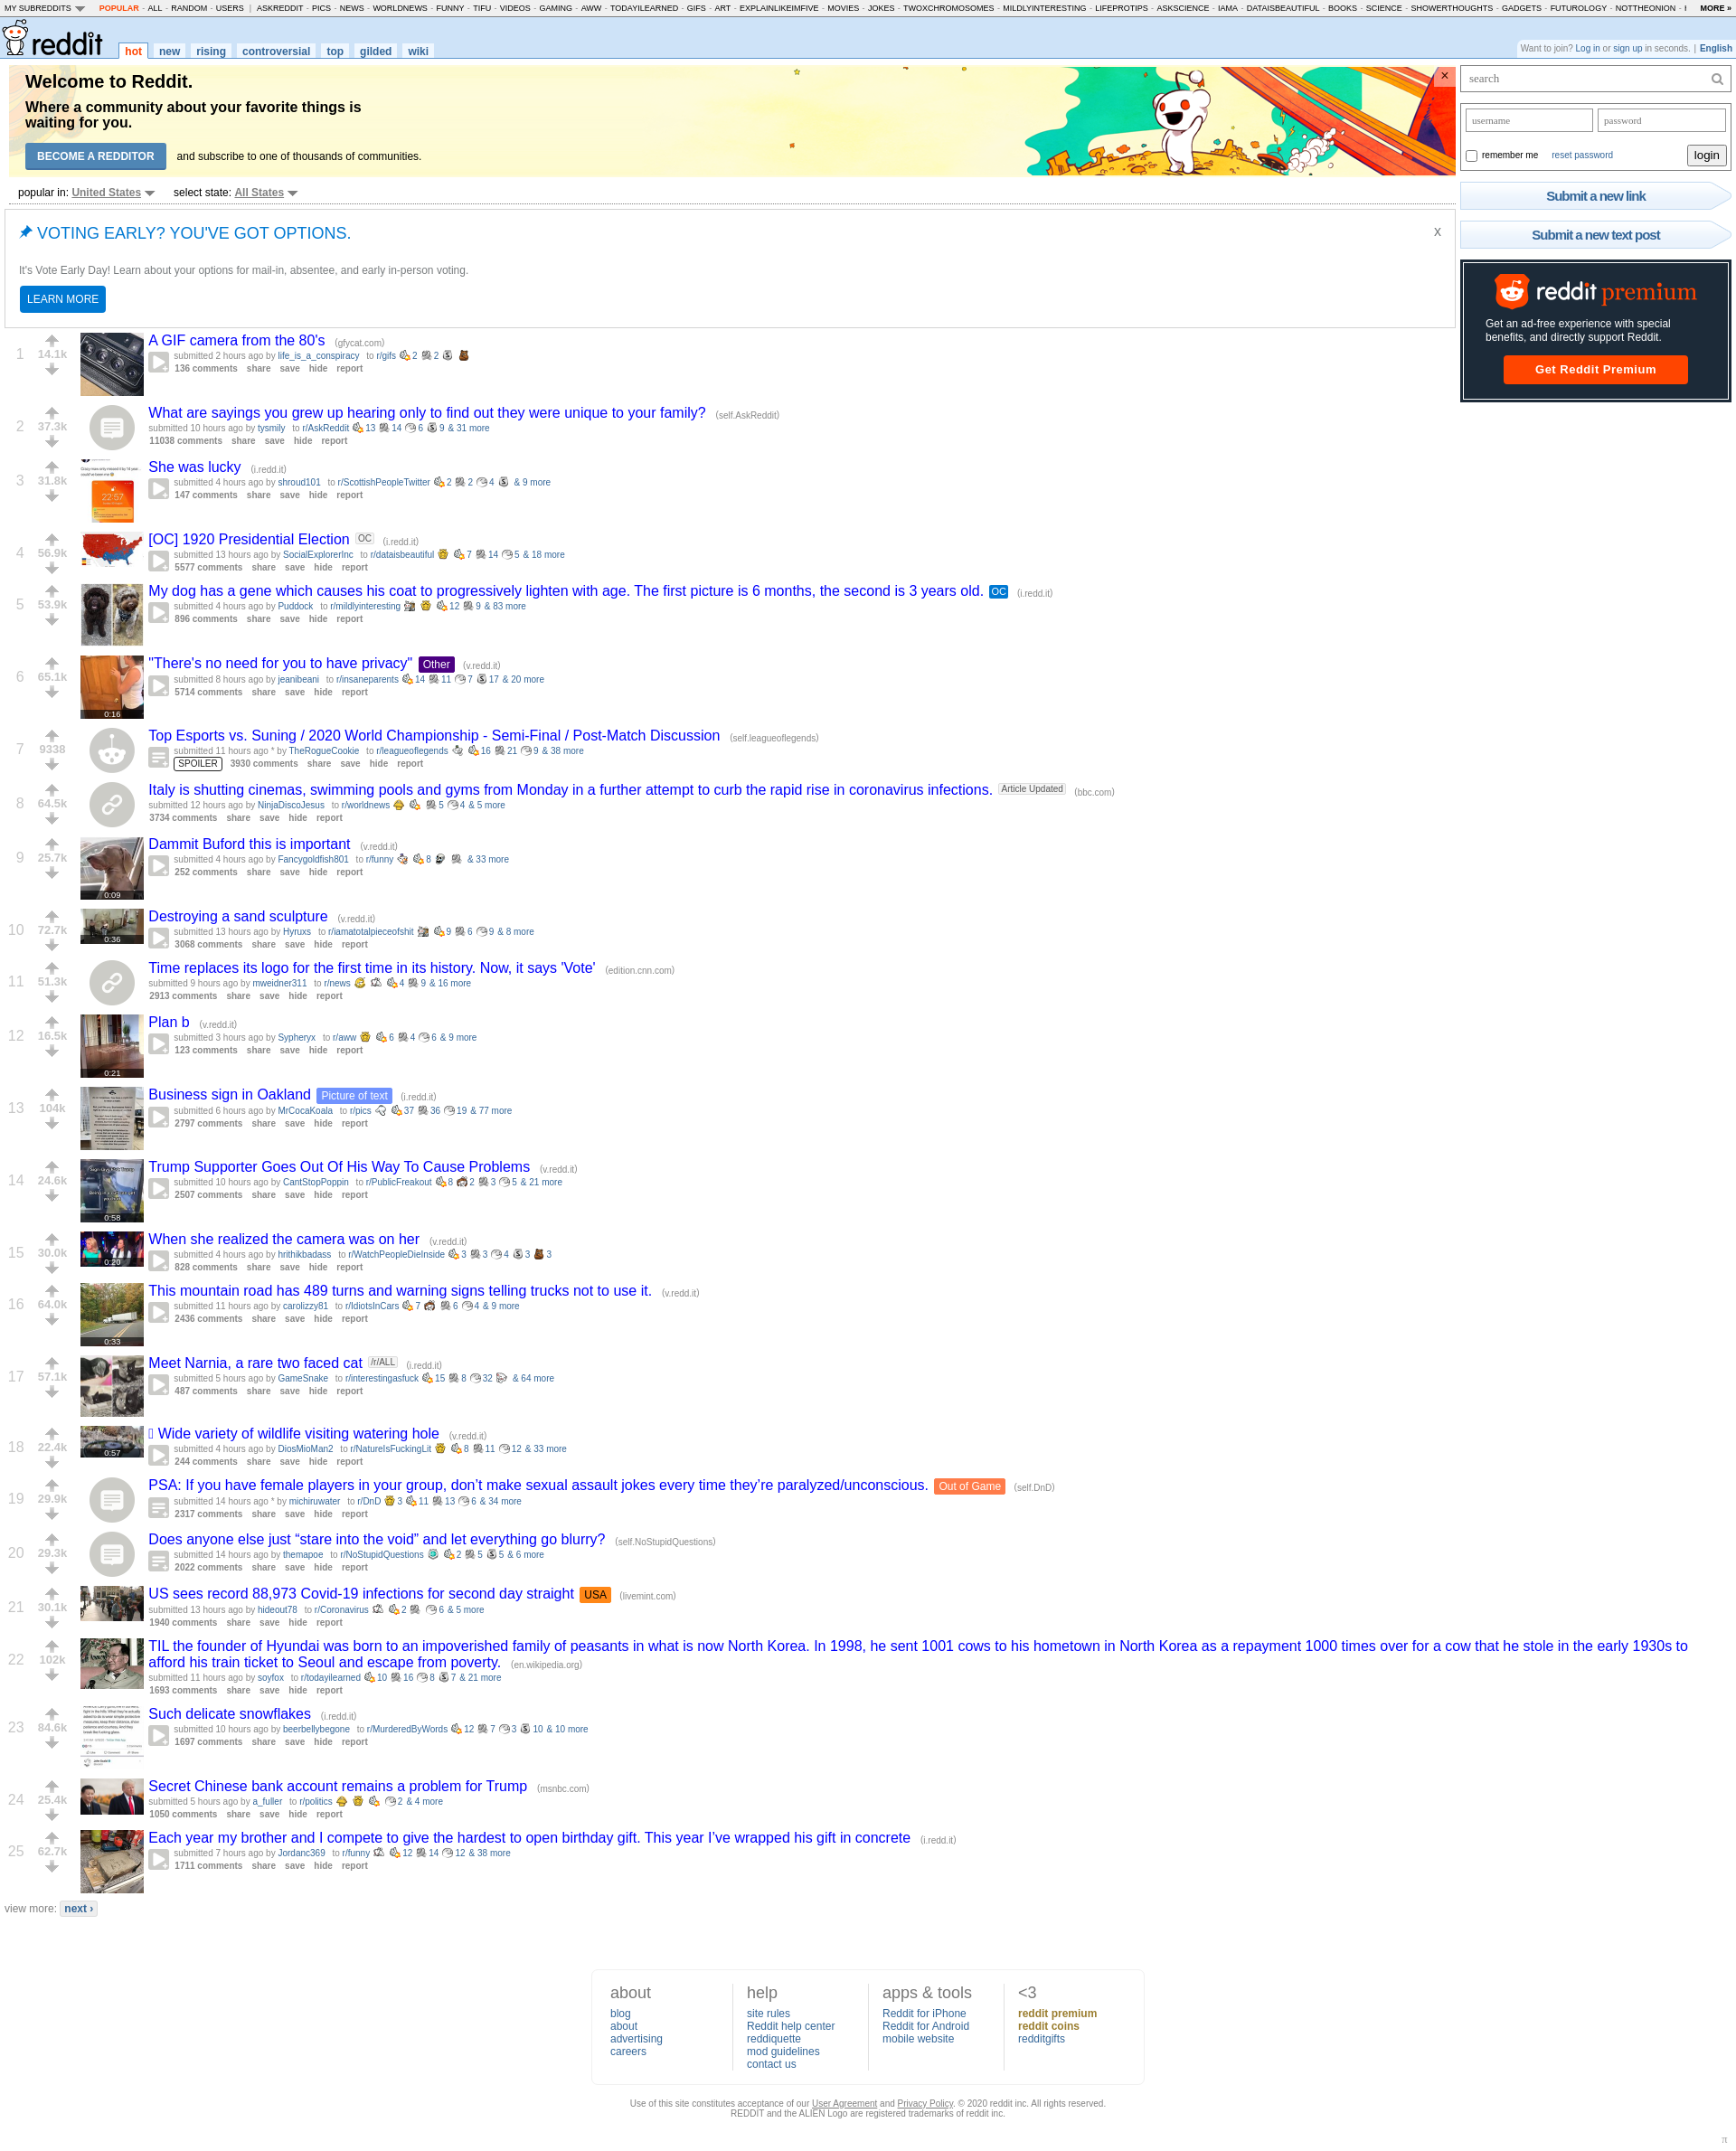 MY SUBREDDITS POPULAR - ALL - RANDOM - USERS | ASKREDDIT - PICS - NEWS - WORLDNEWS - FUNNY - TIFU - VIDEOS - GAMING - AWW - TODAYILEARNED - GIFS - ART - EXPLAINLIKEIMFIVE - MOVIES - JOKES - TWOXCHROMOSOMES - MILDLYINTERESTING - LIFEPROTIPS - ASKSCIENCE - IAMA - DATAISBEAUTIFUL - BOOKS - SCIENCE - SHOWERTHOUGHTS - GADGETS - FUTUROLOGY - NOTTHEONION - I MORE »
reddit hot new rising controversial top gilded wiki
Want to join? Log in or sign up in seconds. | English
Welcome to Reddit.
Where a community about your favorite things is
waiting for you.
BECOME A REDDITOR and subscribe to one of thousands of communities.
×
popular in: United States select state: All States
search
username password
remember me reset password login
Submit a new link
Submit a new text post
reddit premium
Get an ad-free experience with special
benefits, and directly support Reddit.
Get Reddit Premium
VOTING EARLY? YOU'VE GOT OPTIONS. X
It's Vote Early Day! Learn about your options for mail-in, absentee, and early in-person voting.
LEARN MORE
1 14.1k A GIF camera from the 80's (gfycat.com)
submitted 2 hours ago by life_is_a_conspiracy to r/gifs 2 2
136 comments share save hide report
2 37.3k What are sayings you grew up hearing only to find out they were unique to your family? (self.AskReddit)
submitted 10 hours ago by tysmily to r/AskReddit 13 14 6 9 & 31 more
11038 comments share save hide report
3 31.8k She was lucky (i.redd.it)
22:57
submitted 4 hours ago by shroud101 to r/ScottishPeopleTwitter 2 2 4 & 9 more
147 comments share save hide report
4 56.9k [OC] 1920 Presidential Election OC (i.redd.it)
submitted 13 hours ago by SocialExplorerInc to r/dataisbeautiful 7 14 5 & 18 more
5577 comments share save hide report
5 53.9k My dog has a gene which causes his coat to progressively lighten with age. The first picture is 6 months, the second is 3 years old. OC (i.redd.it)
submitted 4 hours ago by Puddock to r/mildlyinteresting 12 9 & 83 more
896 comments share save hide report
6 65.1k "There's no need for you to have privacy" Other (v.redd.it)
submitted 8 hours ago by jeanibeani to r/insaneparents 14 11 7 17 & 20 more
5714 comments share save hide report
0:16
7 9338 Top Esports vs. Suning / 2020 World Championship - Semi-Final / Post-Match Discussion (self.leagueoflegends)
submitted 11 hours ago * by TheRogueCookie to r/leagueoflegends 16 21 9 & 38 more
SPOILER 3930 comments share save hide report
8 64.5k Italy is shutting cinemas, swimming pools and gyms from Monday in a further attempt to curb the rapid rise in coronavirus infections. Article Updated (bbc.com)
submitted 12 hours ago by NinjaDiscoJesus to r/worldnews 5 4 & 5 more
3734 comments share save hide report
9 25.7k Dammit Buford this is important (v.redd.it)
submitted 4 hours ago by Fancygoldfish801 to r/funny 8 & 33 more
252 comments share save hide report
0:09
10 72.7k Destroying a sand sculpture (v.redd.it)
submitted 13 hours ago by Hyruxs to r/iamatotalpieceofshit 9 6 9 & 8 more
0:36
3068 comments share save hide report
11 51.3k Time replaces its logo for the first time in its history. Now, it says 'Vote' (edition.cnn.com)
submitted 9 hours ago by mweidner311 to r/news 4 9 & 16 more
2913 comments share save hide report
12 16.5k Plan b (v.redd.it)
submitted 3 hours ago by Sypheryx to r/aww 6 4 6 & 9 more
123 comments share save hide report
0:21
13 104k Business sign in Oakland Picture of text (i.redd.it)
submitted 6 hours ago by MrCocaKoala to r/pics 37 36 19 & 77 more
2797 comments share save hide report
14 24.6k Trump Supporter Goes Out Of His Way To Cause Problems (v.redd.it)
submitted 10 hours ago by CantStopPoppin to r/PublicFreakout 8 2 3 5 & 21 more
2507 comments share save hide report
0:58
15 30.0k When she realized the camera was on her (v.redd.it)
submitted 4 hours ago by hrithikbadass to r/WatchPeopleDieInside 3 3 4 3 3
0:20
828 comments share save hide report
16 64.0k This mountain road has 489 turns and warning signs telling trucks not to use it. (v.redd.it)
submitted 11 hours ago by carolizzy81 to r/IdiotsInCars 7 6 4 & 9 more
2436 comments share save hide report
0:33
17 57.1k Meet Narnia, a rare two faced cat /r/ALL (i.redd.it)
submitted 5 hours ago by GameSnake to r/interestingasfuck 15 8 32 & 64 more
487 comments share save hide report
18 22.4k Wide variety of wildlife visiting watering hole (v.redd.it)
submitted 4 hours ago by DiosMioMan2 to r/NatureIsFuckingLit 8 11 12 & 33 more
0:57
244 comments share save hide report
19 29.9k PSA: If you have female players in your group, don’t make sexual assault jokes every time they’re paralyzed/unconscious. Out of Game (self.DnD)
submitted 14 hours ago * by michiruwater to r/DnD 3 11 13 6 & 34 more
2317 comments share save hide report
20 29.3k Does anyone else just “stare into the void” and let everything go blurry? (self.NoStupidQuestions)
submitted 14 hours ago by themapoe to r/NoStupidQuestions 2 5 5 & 6 more
2022 comments share save hide report
21 30.1k US sees record 88,973 Covid-19 infections for second day straight USA (livemint.com)
submitted 13 hours ago by hideout78 to r/Coronavirus 2 6 & 5 more
1940 comments share save hide report
22 102k TIL the founder of Hyundai was born to an impoverished family of peasants in what is now North Korea. In 1998, he sent 1001 cows to his hometown in North Korea as a repayment 1000 times over for a cow that he stole in the early 1930s to
afford his train ticket to Seoul and escape from poverty. (en.wikipedia.org)
submitted 11 hours ago by soyfox to r/todayilearned 10 16 8 7 & 21 more
1693 comments share save hide report
23 84.6k Such delicate snowflakes (i.redd.it)
submitted 10 hours ago by beerbellybegone to r/MurderedByWords 12 7 3 10 & 10 more
1697 comments share save hide report
24 25.4k Secret Chinese bank account remains a problem for Trump (msnbc.com)
submitted 5 hours ago by a_fuller to r/politics 2 & 4 more
1050 comments share save hide report
25 62.7k Each year my brother and I compete to give the hardest to open birthday gift. This year I’ve wrapped his gift in concrete (i.redd.it)
submitted 7 hours ago by Jordanc369 to r/funny 12 14 12 & 38 more
1711 comments share save hide report
view more: next ›
about
blog
about
advertising
careers
help
site rules
Reddit help center
reddiquette
mod guidelines
contact us
apps & tools
Reddit for iPhone
Reddit for Android
mobile website
<3
reddit premium
reddit coins
redditgifts
Use of this site constitutes acceptance of our User Agreement and Privacy Policy. © 2020 reddit inc. All rights reserved.
REDDIT and the ALIEN Logo are registered trademarks of reddit inc.
π